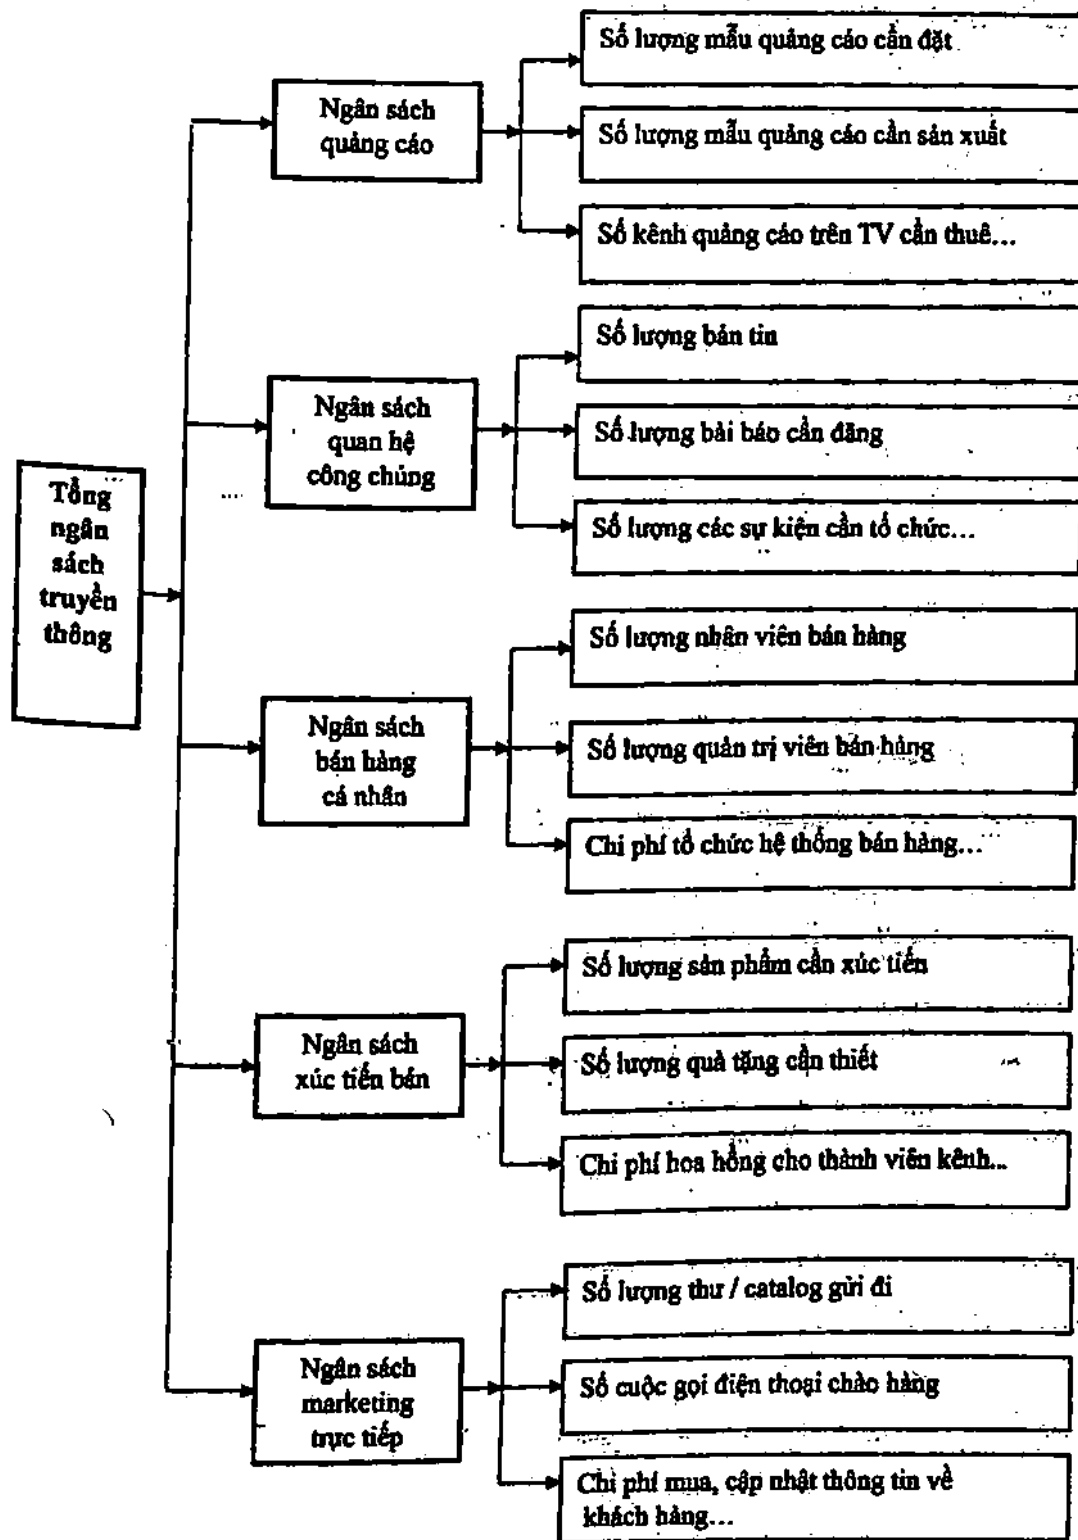 Số lượng mẫu quảng cáo cần đặt
Ngân sách
quảng cáo
Số lượng mẫu quảng cáo cần sản xuất
Số kênh quảng cáo trên TV cần thuê...
Số lượng bản tin
Ngân sách
quan hệ
công chúng
Số lượng bài báo cần đăng
Số lượng các sự kiện cần tổ chức...
Tổng
ngân
sách
truyền
thông
Số lượng nhân viên bán hàng
Ngân sách
bán hàng
cá nhân
Số lượng quản trị viên bán hàng
Chi phí tổ chức hệ thống bán hàng...
Số lượng sản phẩm cần xúc tiến
Ngân sách
xúc tiến bán
Số lượng quà tặng cần thiết
Chi phí hoa hồng cho thành viên kênh...
Số lượng thư / catalog gửi đi
Ngân sách
marketing
trực tiếp
Số cuộc gọi điện thoại chào hàng
Chi phí mua, cập nhật thông tin về
khách hàng...